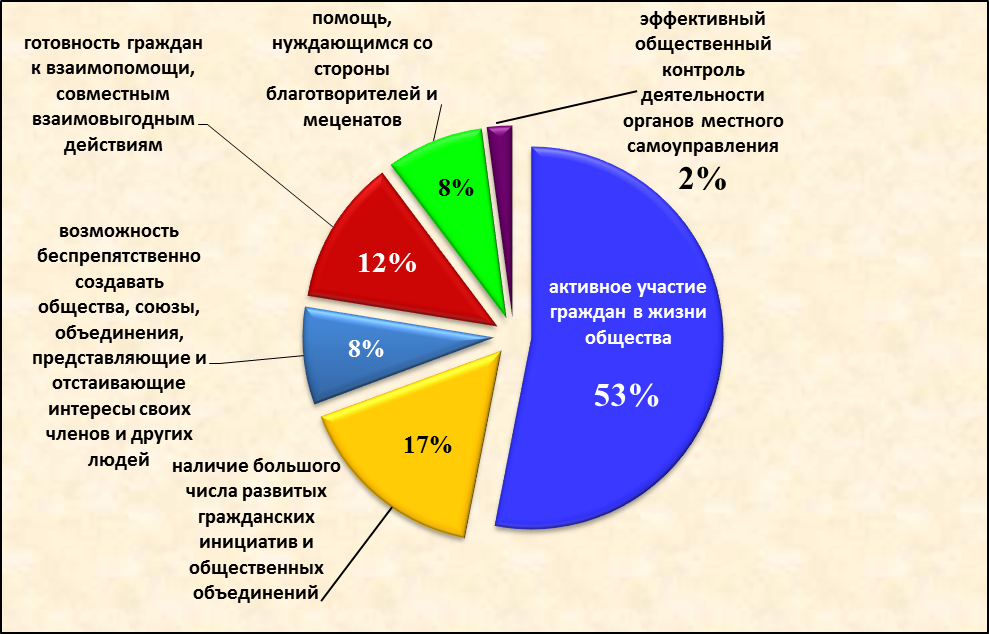 помощь,
нуждающимся со
стороны
благотворителей и
меценатов
эффективный
общественный
контроль
деятельности
органов местного
самоуправления
2%
готовность граждан
к взаимопомощи,
совместным
взаимовыгодным
действиям
8%
12%
активное участие
граждан в жизни
общества
53%
возможность
беспрепятственно
создавать
общества, союзы,
объединения,
представляющие и
отстаивающие
интересы своих
членов и других
людей
8%
17%
наличие большого
числа развитых
гражданских
инициатив и
общественных
объединений